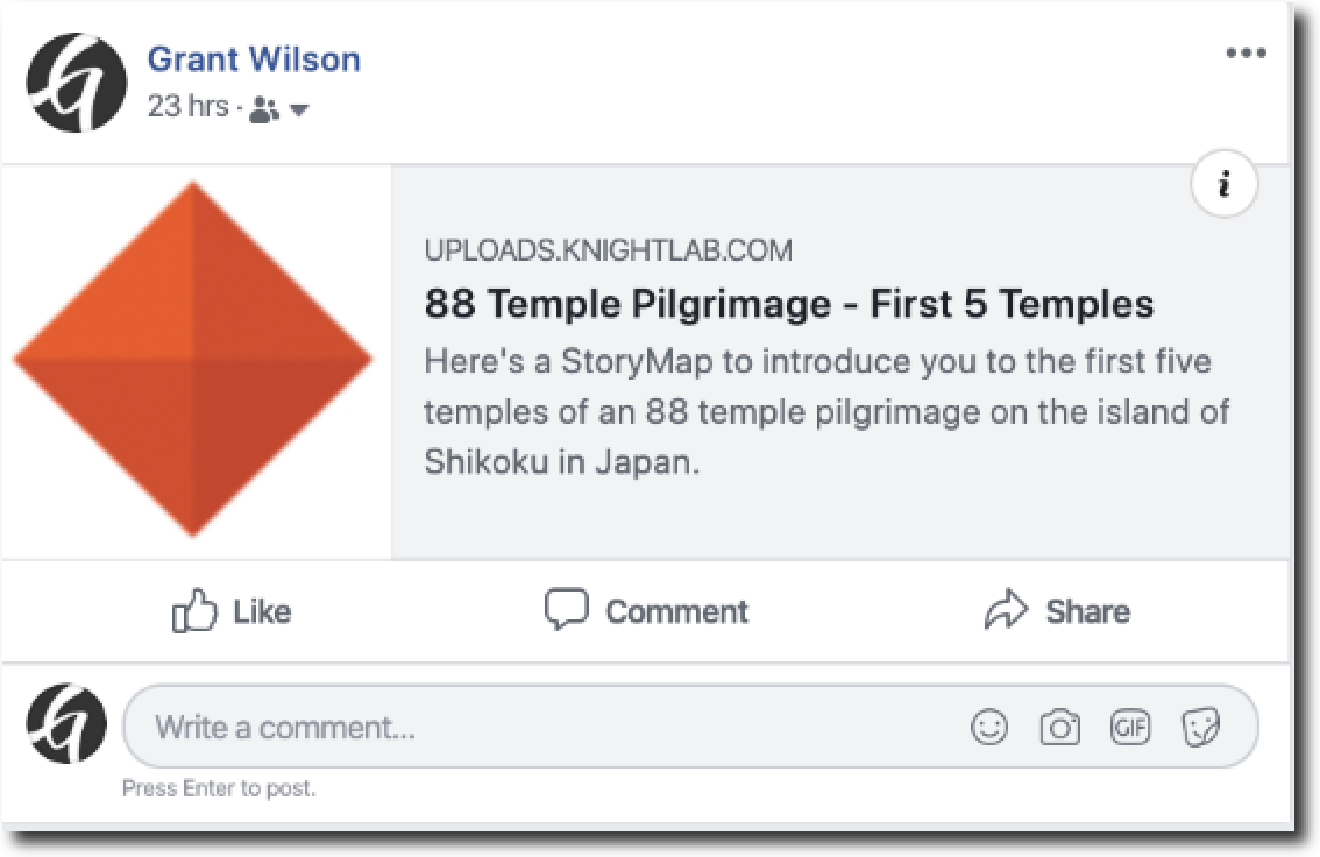 Grant Wilson
23 hrs ·
i
UPLOADS.KNIGHTLAB.COM
88 Temple Pilgrimage - First 5 Temples
Here's a StoryMap to introduce you to the first five
temples of an 88 temple pilgrimage on the island of
Shikoku in Japan.
Like Comment Share
Write a comment... GIF
Press Enter to post.